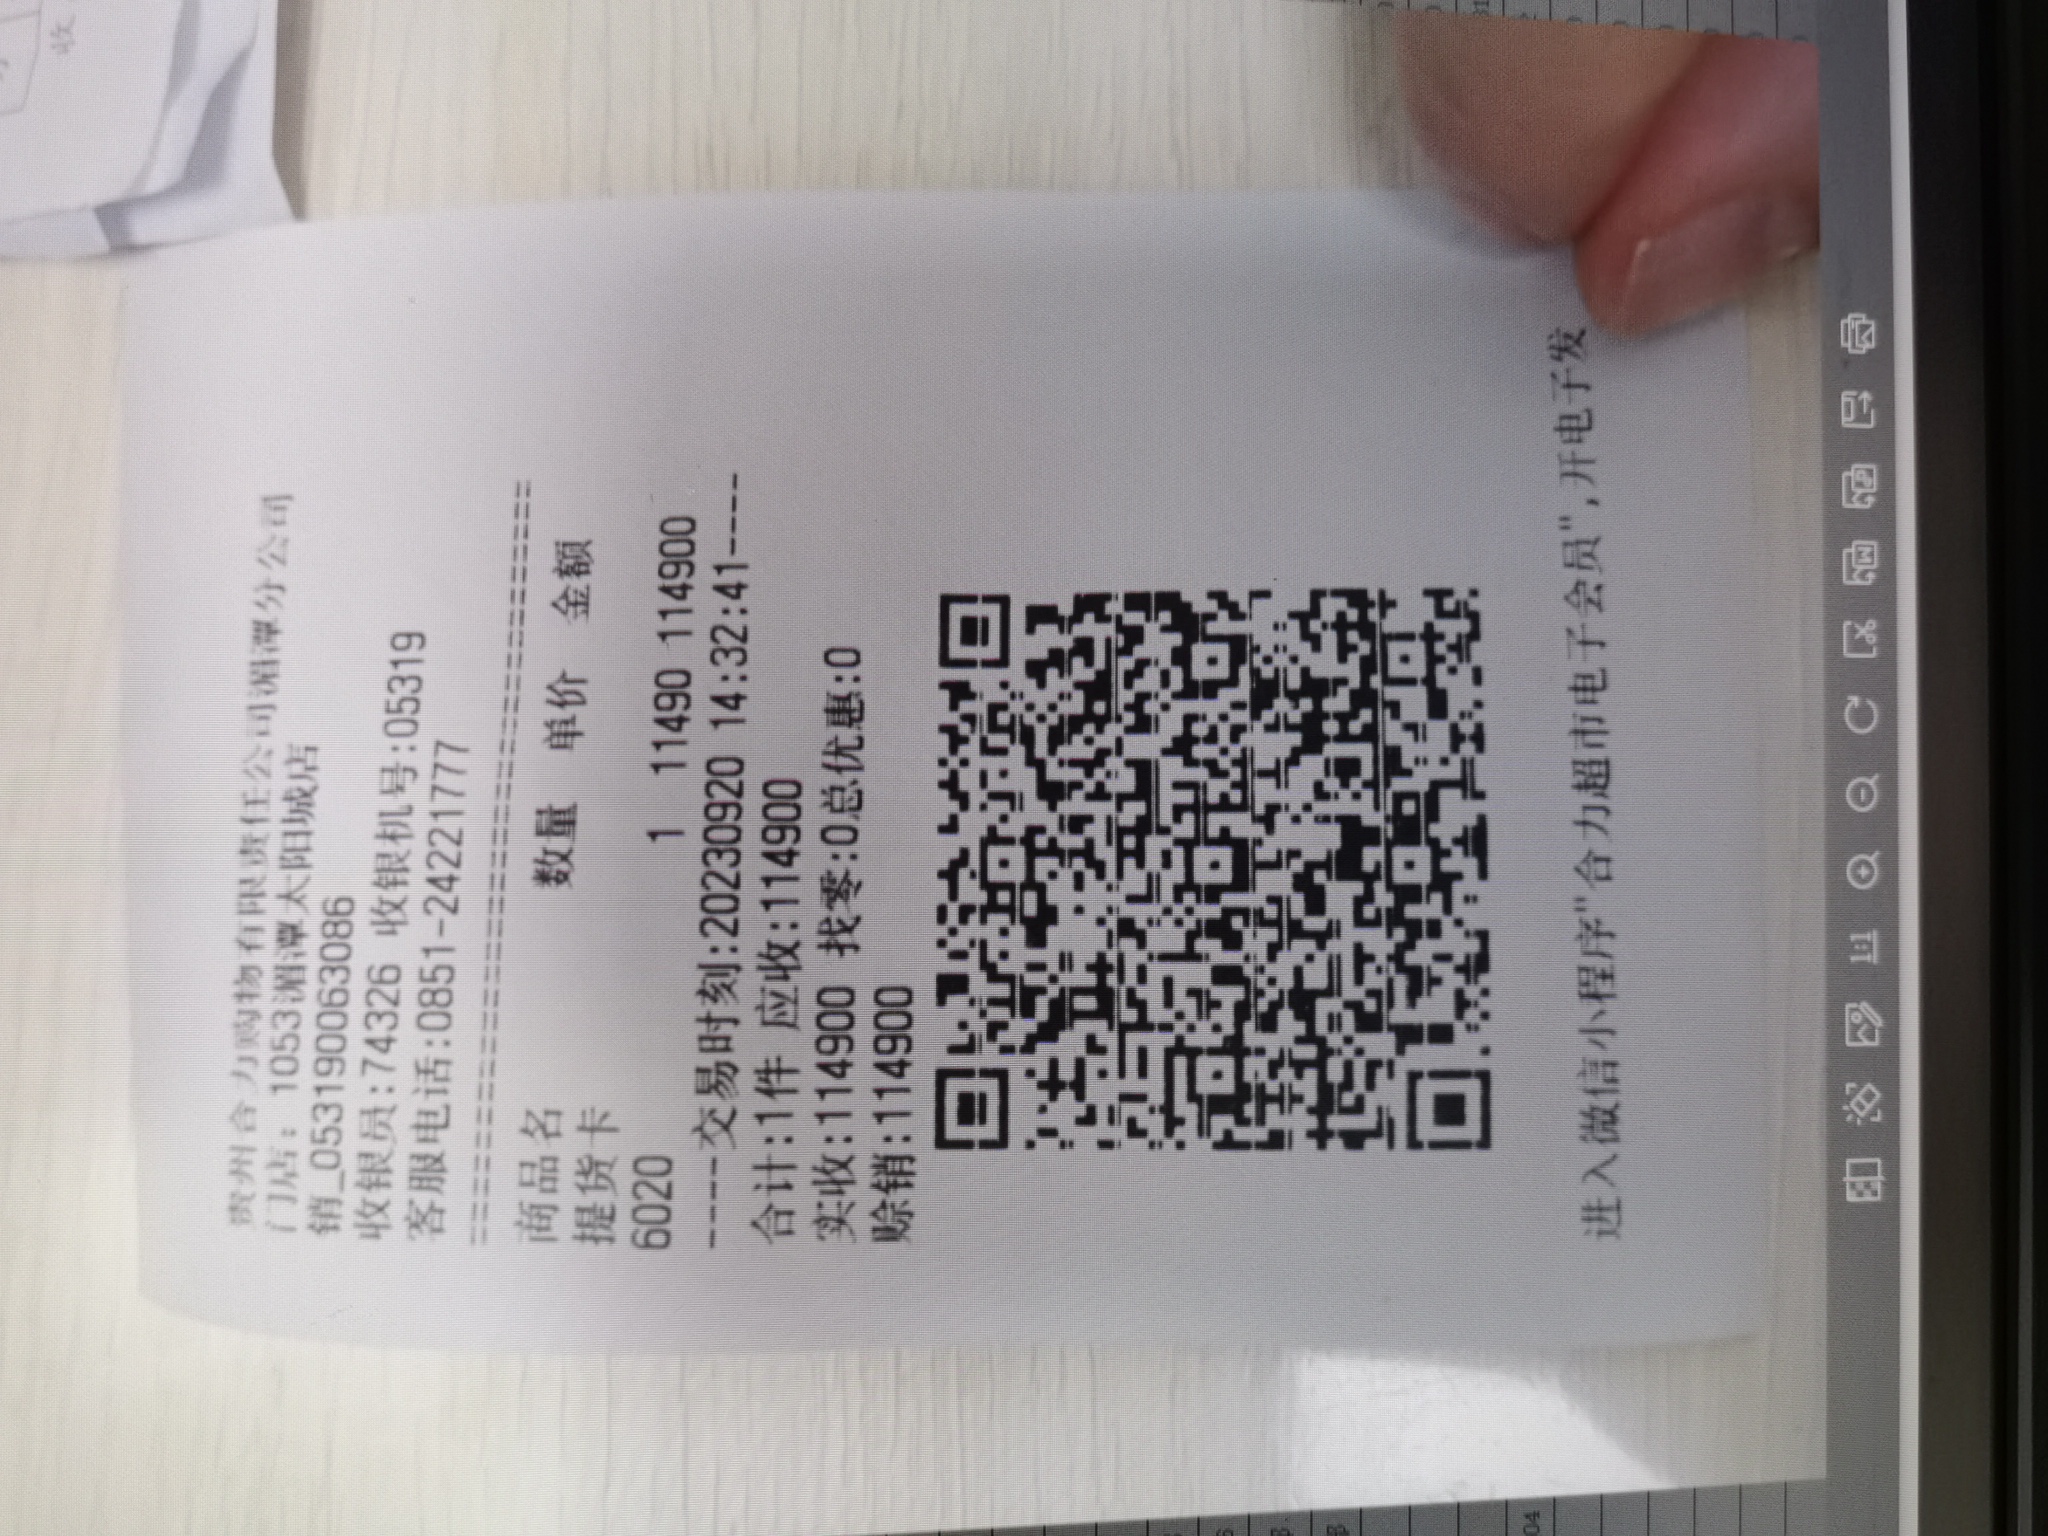 贵州合力购物有限责任公司湄潭分公司
门店: 1053湄潭太阳城店
销_053190063086
收银员:74326 收银机号:05319
客服电话:0851-24221777
================================
商品名 数量 单价 金额
提货卡
6020 1 11490 114900
----交易时刻:20230920 14:32:41----
合计:1件 应收:114900
实收:114900 找零:0总优惠:0
赊销:114900
进入微信小程序"合力超市电子会员",开电子发
收
1:1
04